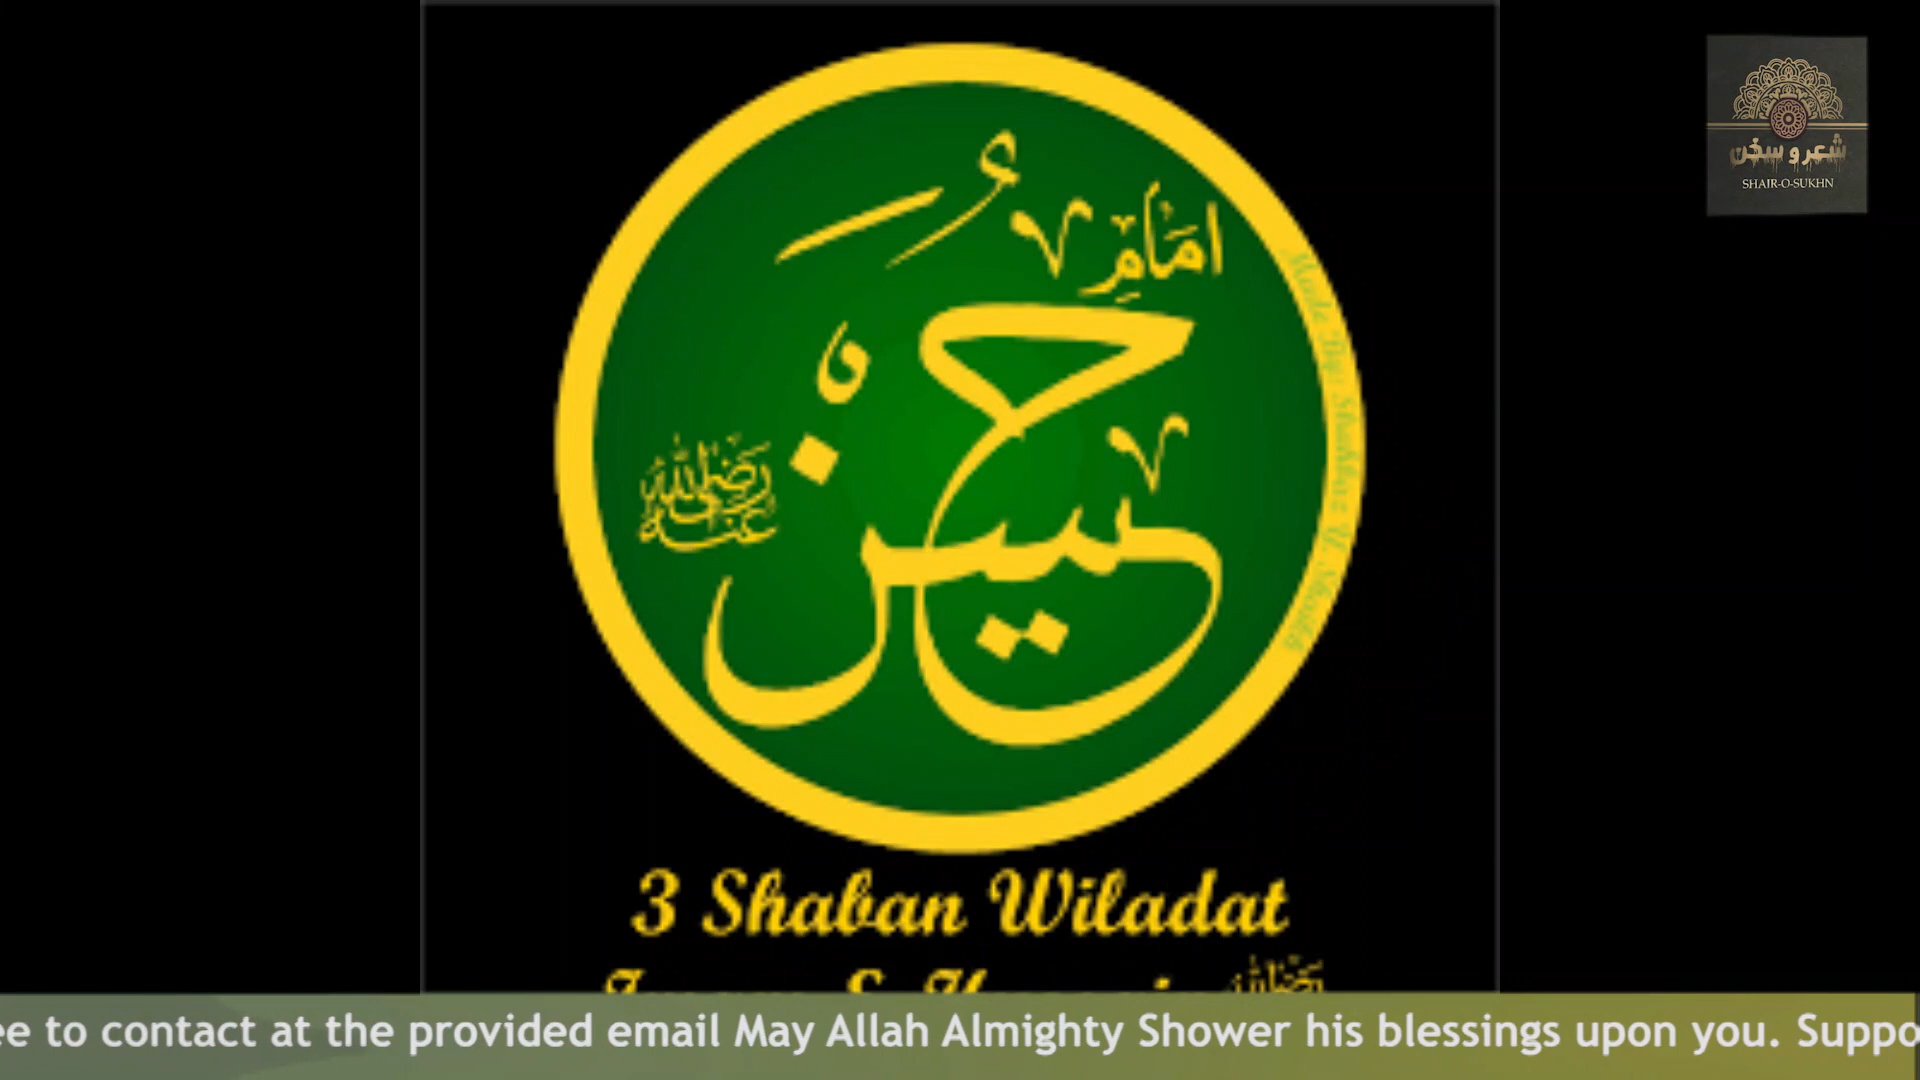 شعر و سخن
SHAIR-O-SUKHN
امام
حسین
رضی اللہ عنہ
3 Shaban Wiladat
ee to contact at the provided email May Allah Almighty Shower his blessings upon you. Suppo